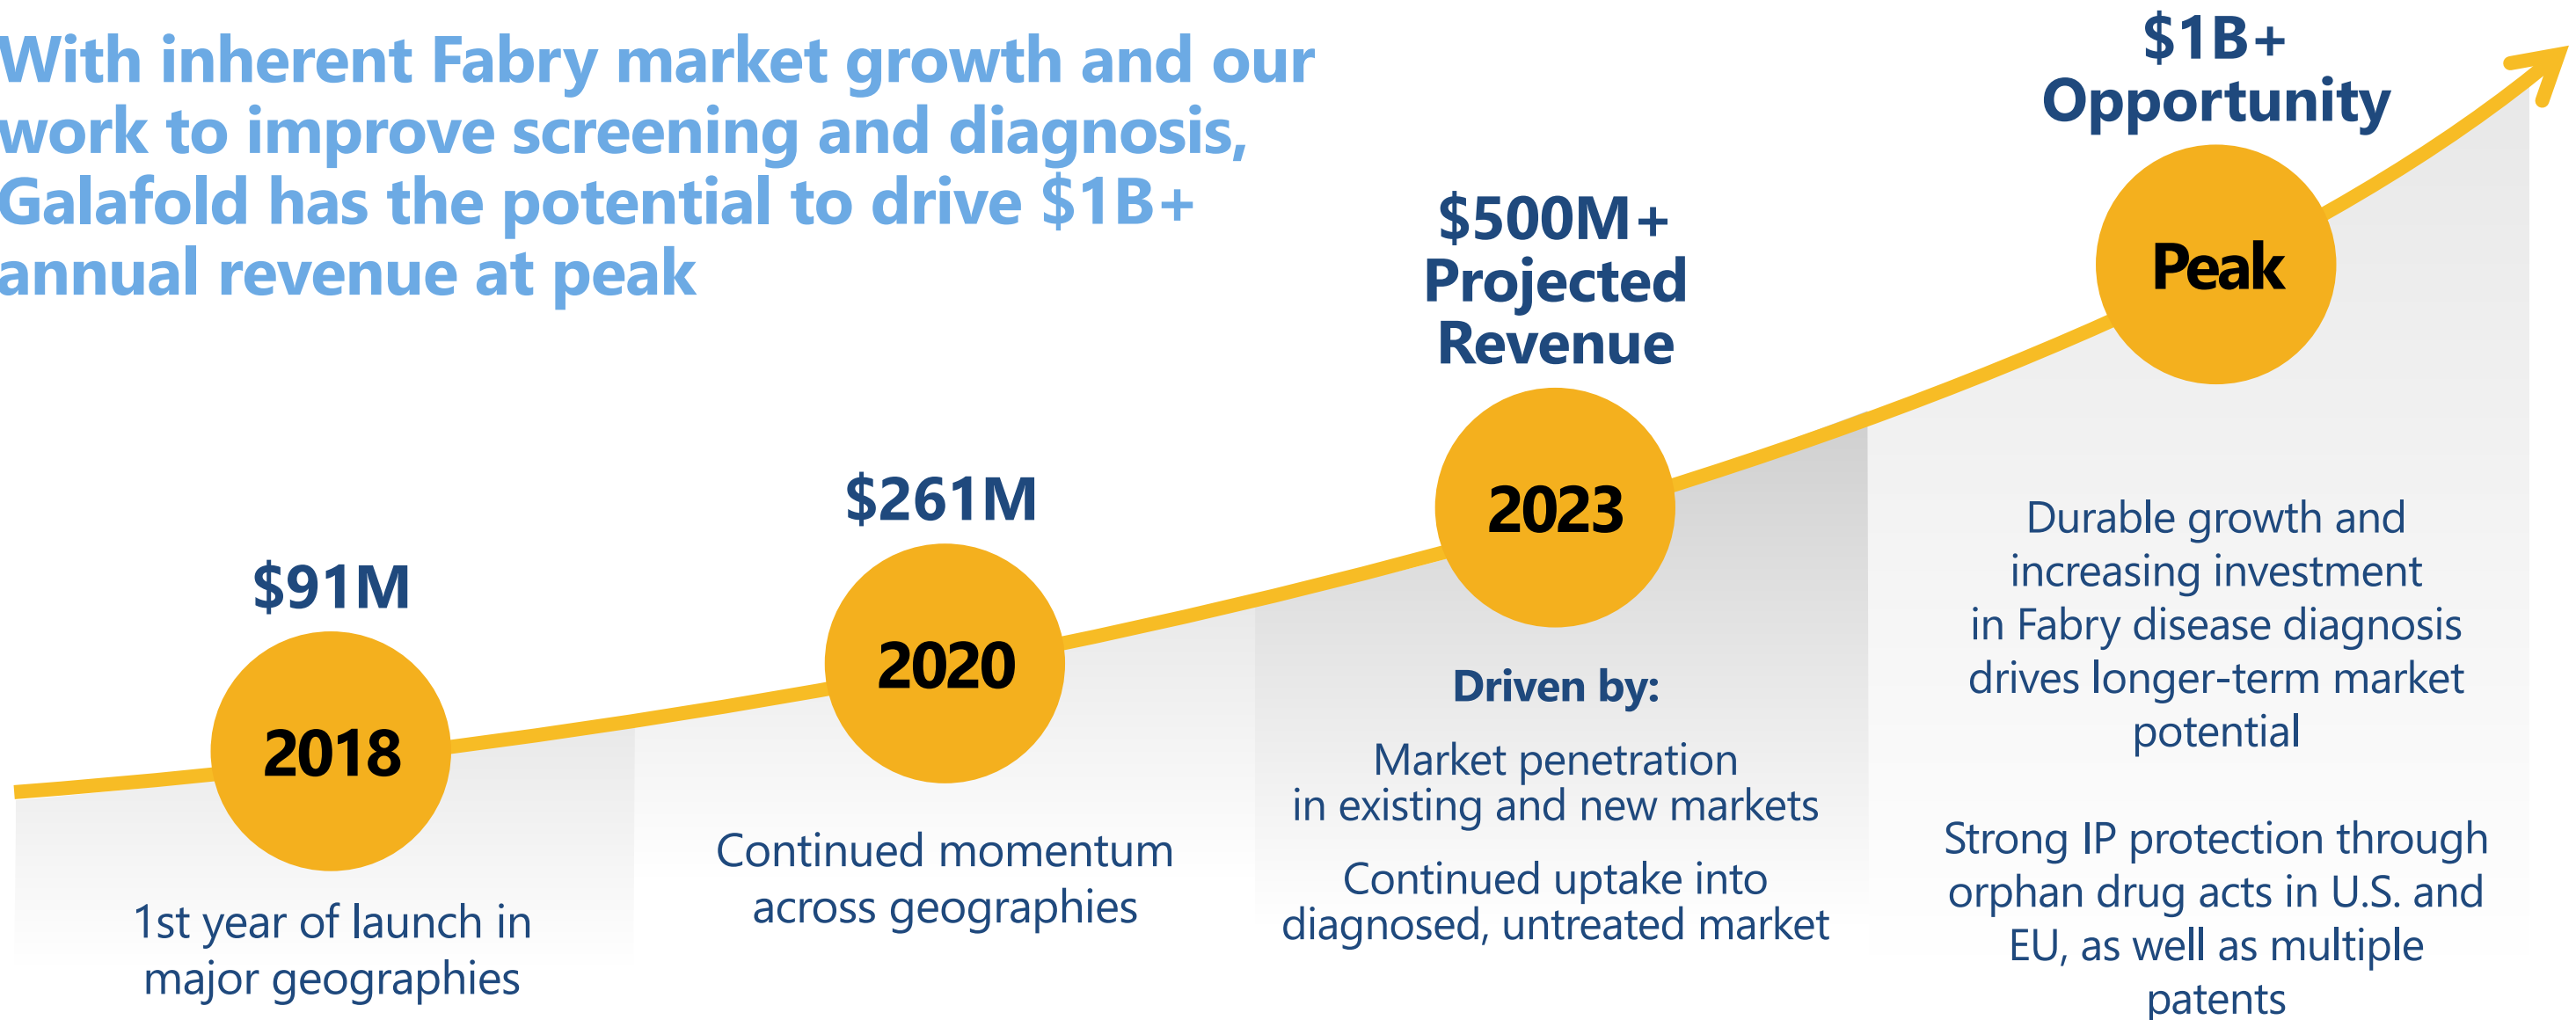 With inherent Fabry market growth and our
work to improve screening and diagnosis,
Galafold has the potential to drive $1B+
annual revenue at peak
$91M
2018
1st year of launch in
major geographies
$261M
2020
Continued momentum
across geographies
$500M+
Projected
Revenue
2023
Driven by:
Market penetration
in existing and new markets
Continued uptake into
diagnosed, untreated market
$1B+
Opportunity
Peak
Durable growth and
increasing investment
in Fabry disease diagnosis
drives longer-term market
potential
Strong IP protection through
orphan drug acts in U.S. and
EU, as well as multiple
patents